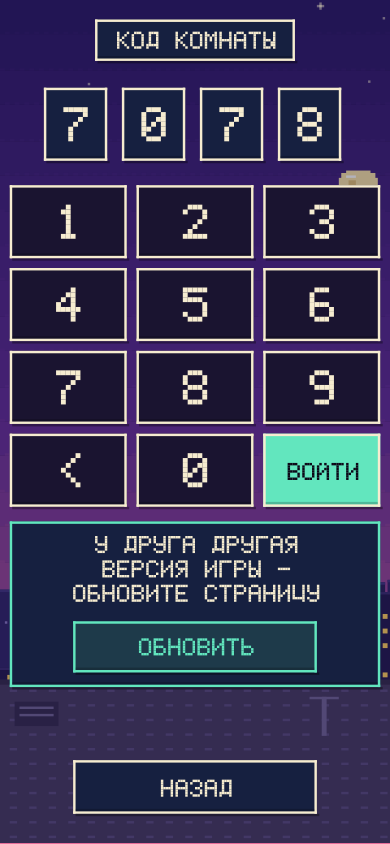 КОД КОМНАТЫ
7 0 7 8
1 2 3
4 5 6
7 8 9
< 0 ВОЙТИ
У ДРУГА ДРУГАЯ
ВЕРСИЯ ИГРЫ –
ОБНОВИТЕ СТРАНИЦУ
ОБНОВИТЬ
НАЗАД